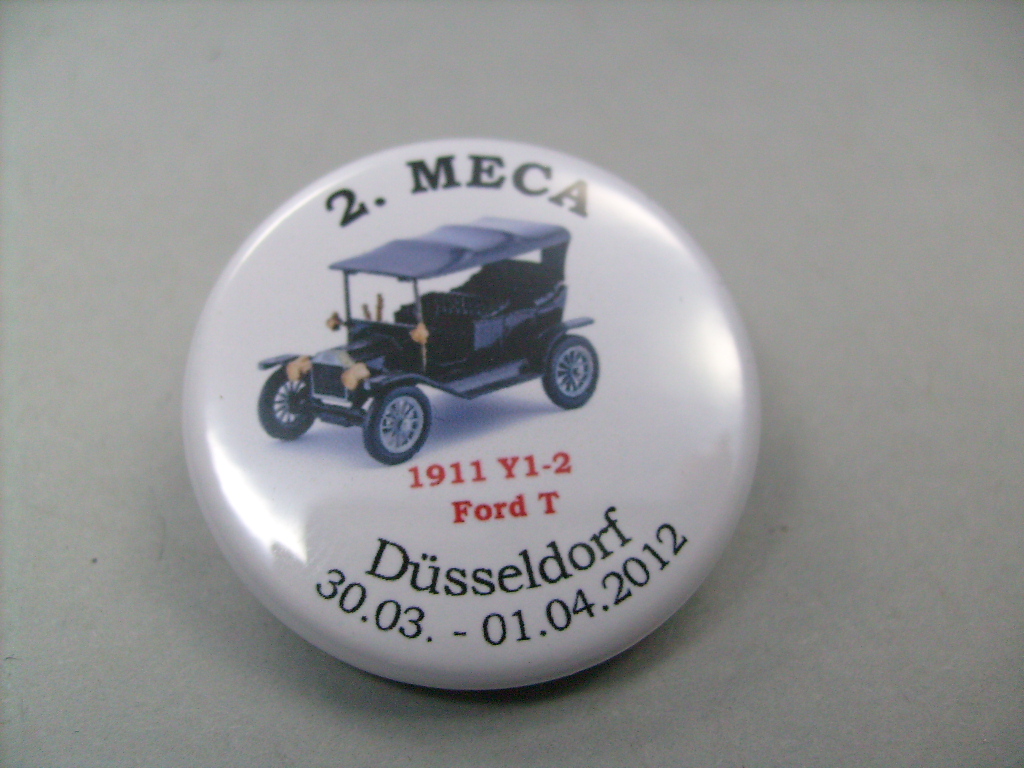 2. MECA
1911 Y1-2
Ford T
Düsseldorf
30.03. - 01.04.2012